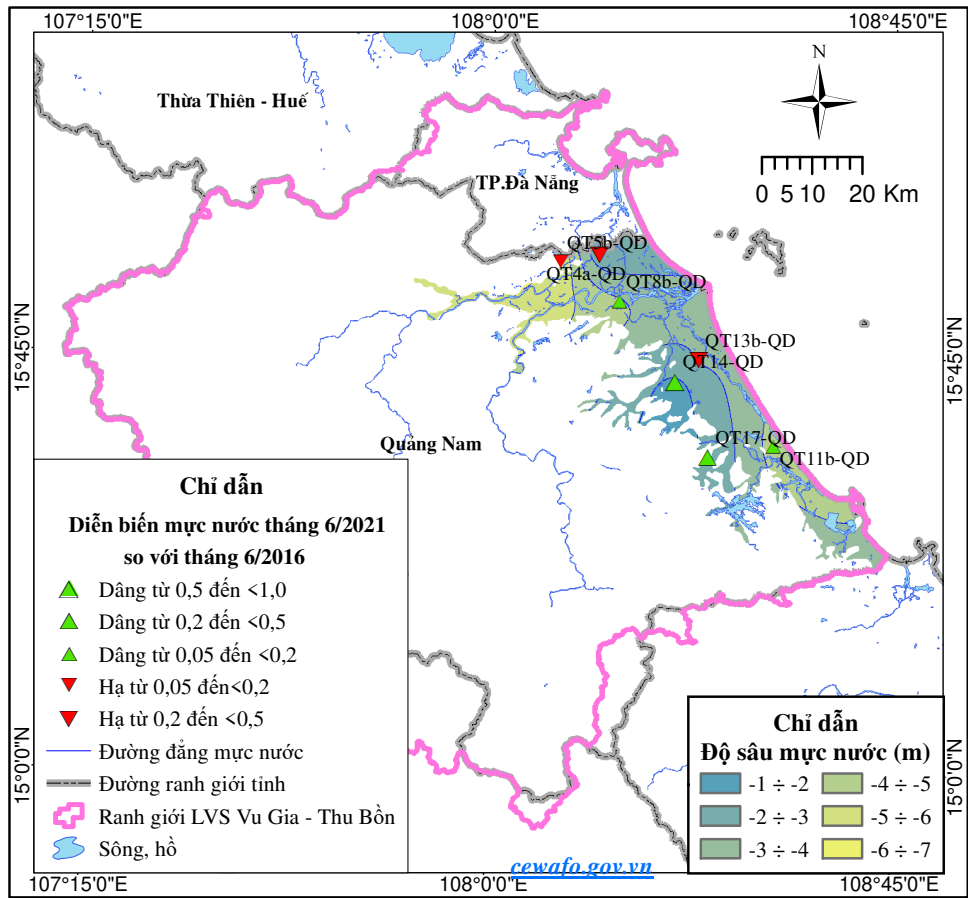 107°15'0"E
108°0'0"E
108°45'0"E
N
Thừa Thiên - Huế
TP.Đà Nẵng
0 5 10 20 Km
QT5b-QD
QT4a-QD
QT8b-QD
15°45'0"N
15°45'0"N
QT13b-QD
QT14-QD
Quảng Nam
QT17-QD
QT11b-QD
Chỉ dẫn
Diễn biến mực nước tháng 6/2021
so với tháng 6/2016
Dâng từ 0,5 đến <1,0
Dâng từ 0,2 đến <0,5
Dâng từ 0,05 đến <0,2
Hạ từ 0,05 đến<0,2
Hạ từ 0,2 đến <0,5
Đường đẳng mực nước
Đường ranh giới tỉnh
Ranh giới LVS Vu Gia - Thu Bồn
Sông, hồ
Chỉ dẫn
Độ sâu mực nước (m)
-1 ÷ -2
-4 ÷ -5
-2 ÷ -3
-5 ÷ -6
-3 ÷ -4
-6 ÷ -7
15°0'0"N
15°0'0"N
cewafo.gov.vn
107°15'0"E
108°0'0"E
108°45'0"E